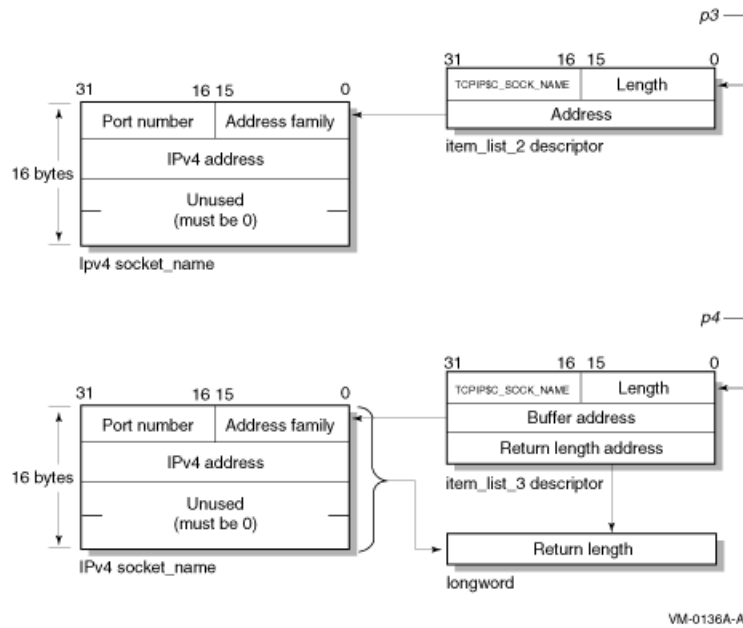 p3
31 16 15 0
TCPIP$C_SOCK_NAME Length
Address
item_list_2 descriptor
31 16 15 0
Port number Address family
IPv4 address
16 bytes
Unused
(must be 0)
Ipv4 socket_name
p4
31 16 15 0
TCPIP$C_SOCK_NAME Length
Buffer address
Return length address
item_list_3 descriptor
31 16 15 0
Port number Address family
IPv4 address
16 bytes
Unused
(must be 0)
IPv4 socket_name
Return length
longword
VM-0136A-A